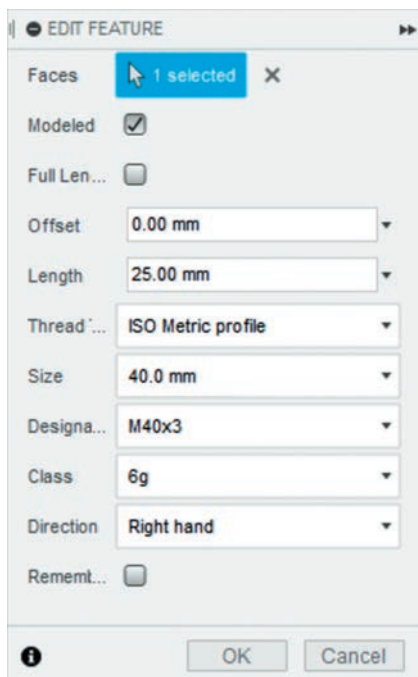 EDIT FEATURE
Faces 1 selected
Modeled
Full Len...
Offset 0.00 mm
Length 25.00 mm
Thread T... ISO Metric profile
Size 40.0 mm
Designa... M40x3
Class 6g
Direction Right hand
Rememb...
OK Cancel